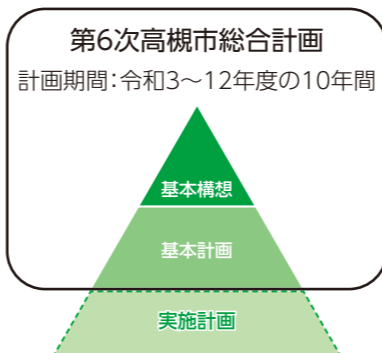 第6次高槻市総合計画
計画期間：令和3〜12年度の10年間
基本構想
基本計画
実施計画